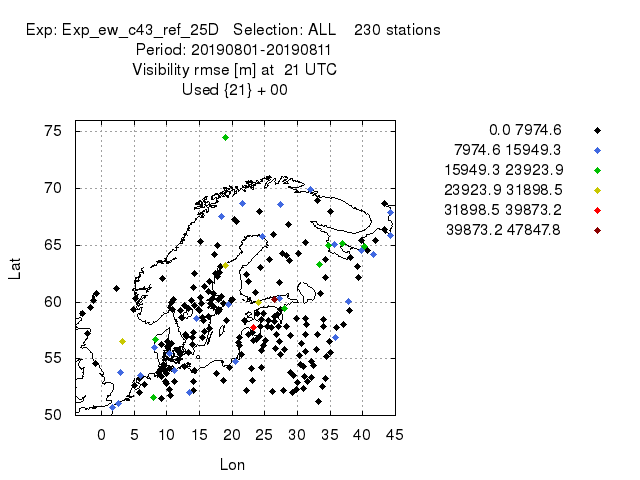 Exp: Exp_ew_c43_ref_25D Selection: ALL 230 stations
Period: 20190801-20190811
Visibility rmse [m] at 21 UTC
Used {21} + 00
0.0 7974.6
7974.6 15949.3
15949.3 23923.9
23923.9 31898.5
31898.5 39873.2
39873.2 47847.8
75
70
65
60
55
50
Lat
0 5 10 15 20 25 30 35 40 45
Lon